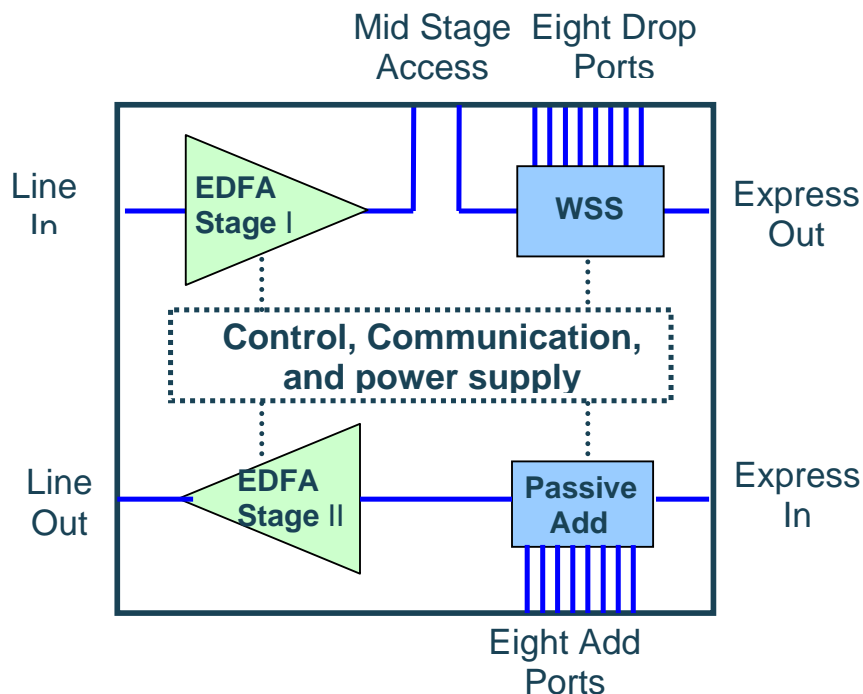 Mid Stage
Access
Eight Drop
Ports
Line
In
EDFA
Stage I
WSS
Express
Out
Control, Communication,
and power supply
Line
Out
EDFA
Stage II
Passive
Add
Express
In
Eight Add
Ports